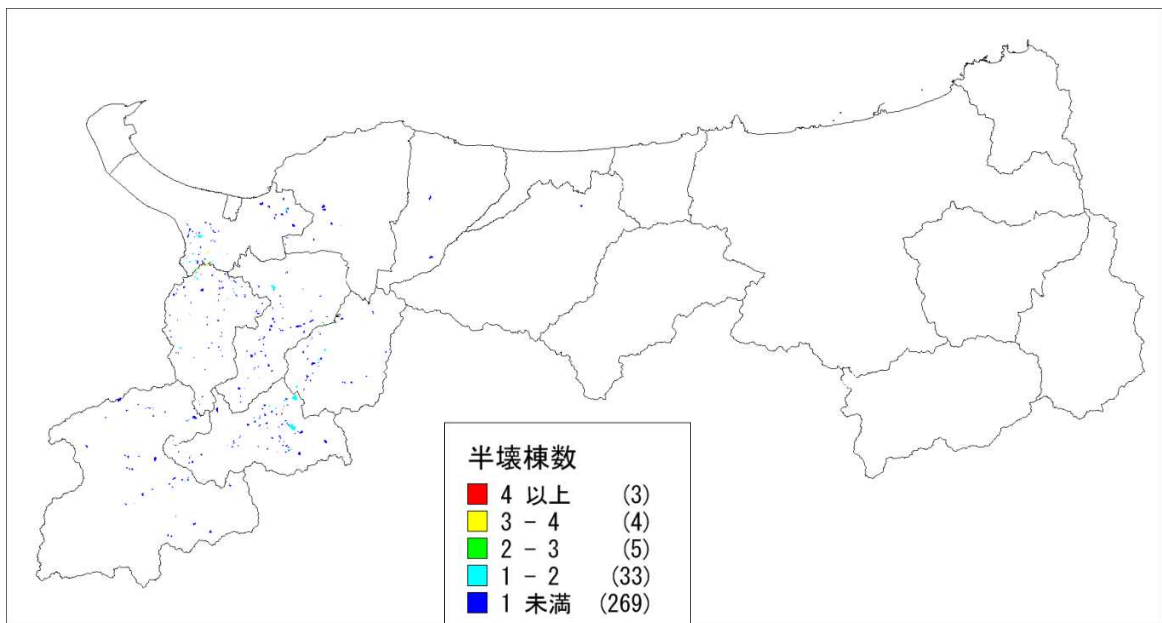 半壊棟数
4 以上 (3)
3 - 4 (4)
2 - 3 (5)
1 - 2 (33)
1 未満 (269)